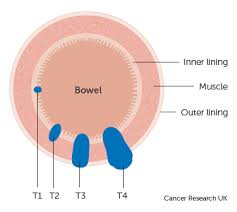 Inner lining
Bowel
Muscle
Outer lining
T1 T2 T3 T4
Cancer Research UK